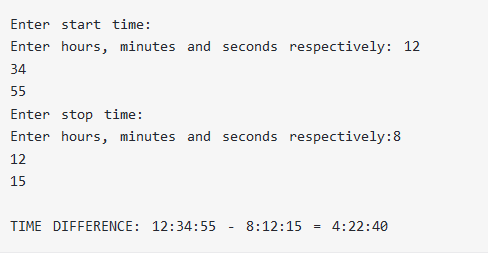 Enter start time:
Enter hours, minutes and seconds respectively: 12
34
55
Enter stop time:
Enter hours, minutes and seconds respectively:8
12
15
TIME DIFFERENCE: 12:34:55 - 8:12:15 = 4:22:40